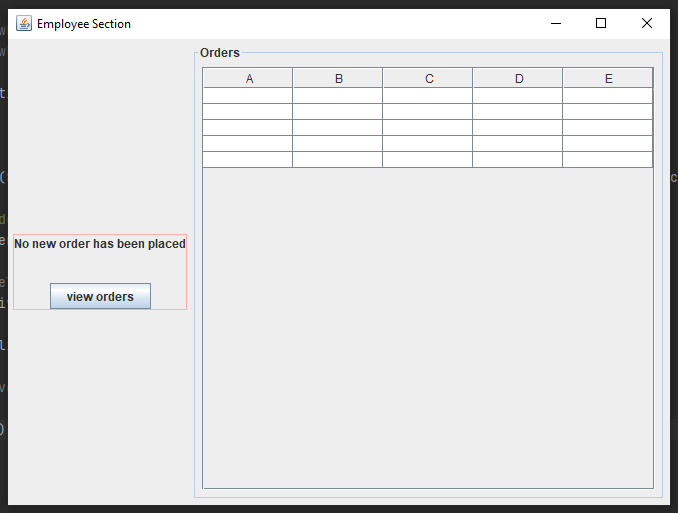 Employee Section
Orders
A B C D E
No new order has been placed
view orders